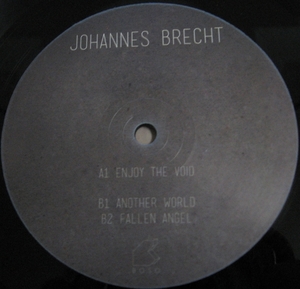 JOHANNES BRECHT
A1 ENJOY THE VOID
B1 ANOTHER WORLD
B2 FALLEN ANGEL